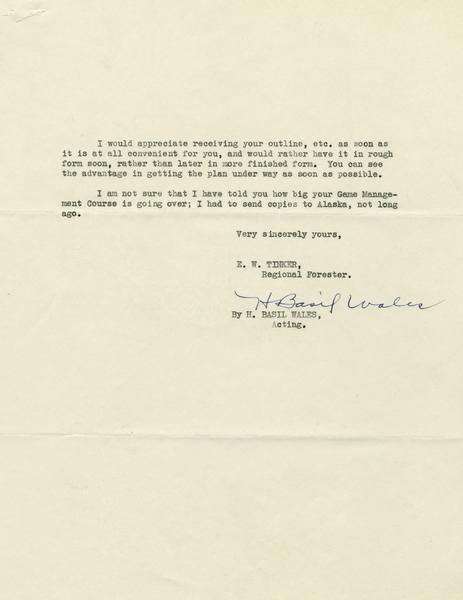 I would appreciate receiving your outline, etc. as soon as
it is at all convenient for you, and would rather have it in rough
form soon, rather than later in more finished form. You can see
the advantage in getting the plan under way as soon as possible.
I am not sure that I have told you how big your Game Manage-
ment Course is going over; I had to send copies to Alaska, not long
ago.
Very sincerely yours,
E. W. TINKER,
Regional Forester.
H Basil Wales
By H. BASIL WALES,
Acting.